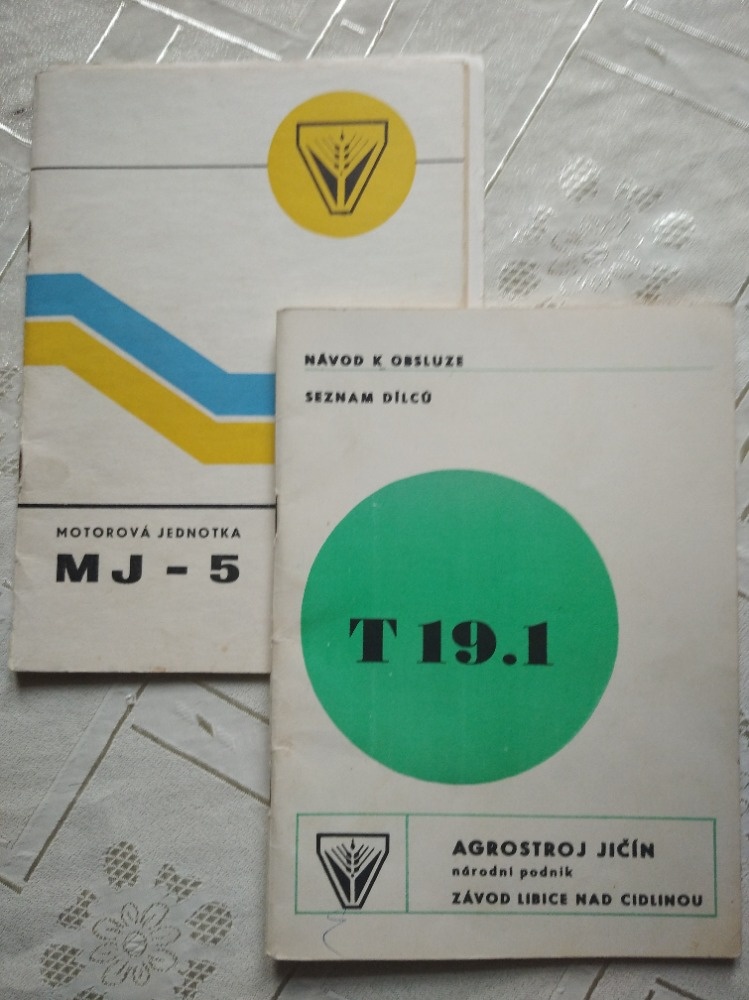 MOTOROVÁ JEDNOTKA
MJ - 5
NÁVOD K OBSLUZE
SEZNAM DÍLCŮ
T 19.1
AGROSTROJ JIČÍN
národní podnik
ZÁVOD LIBICE NAD CIDLINOU